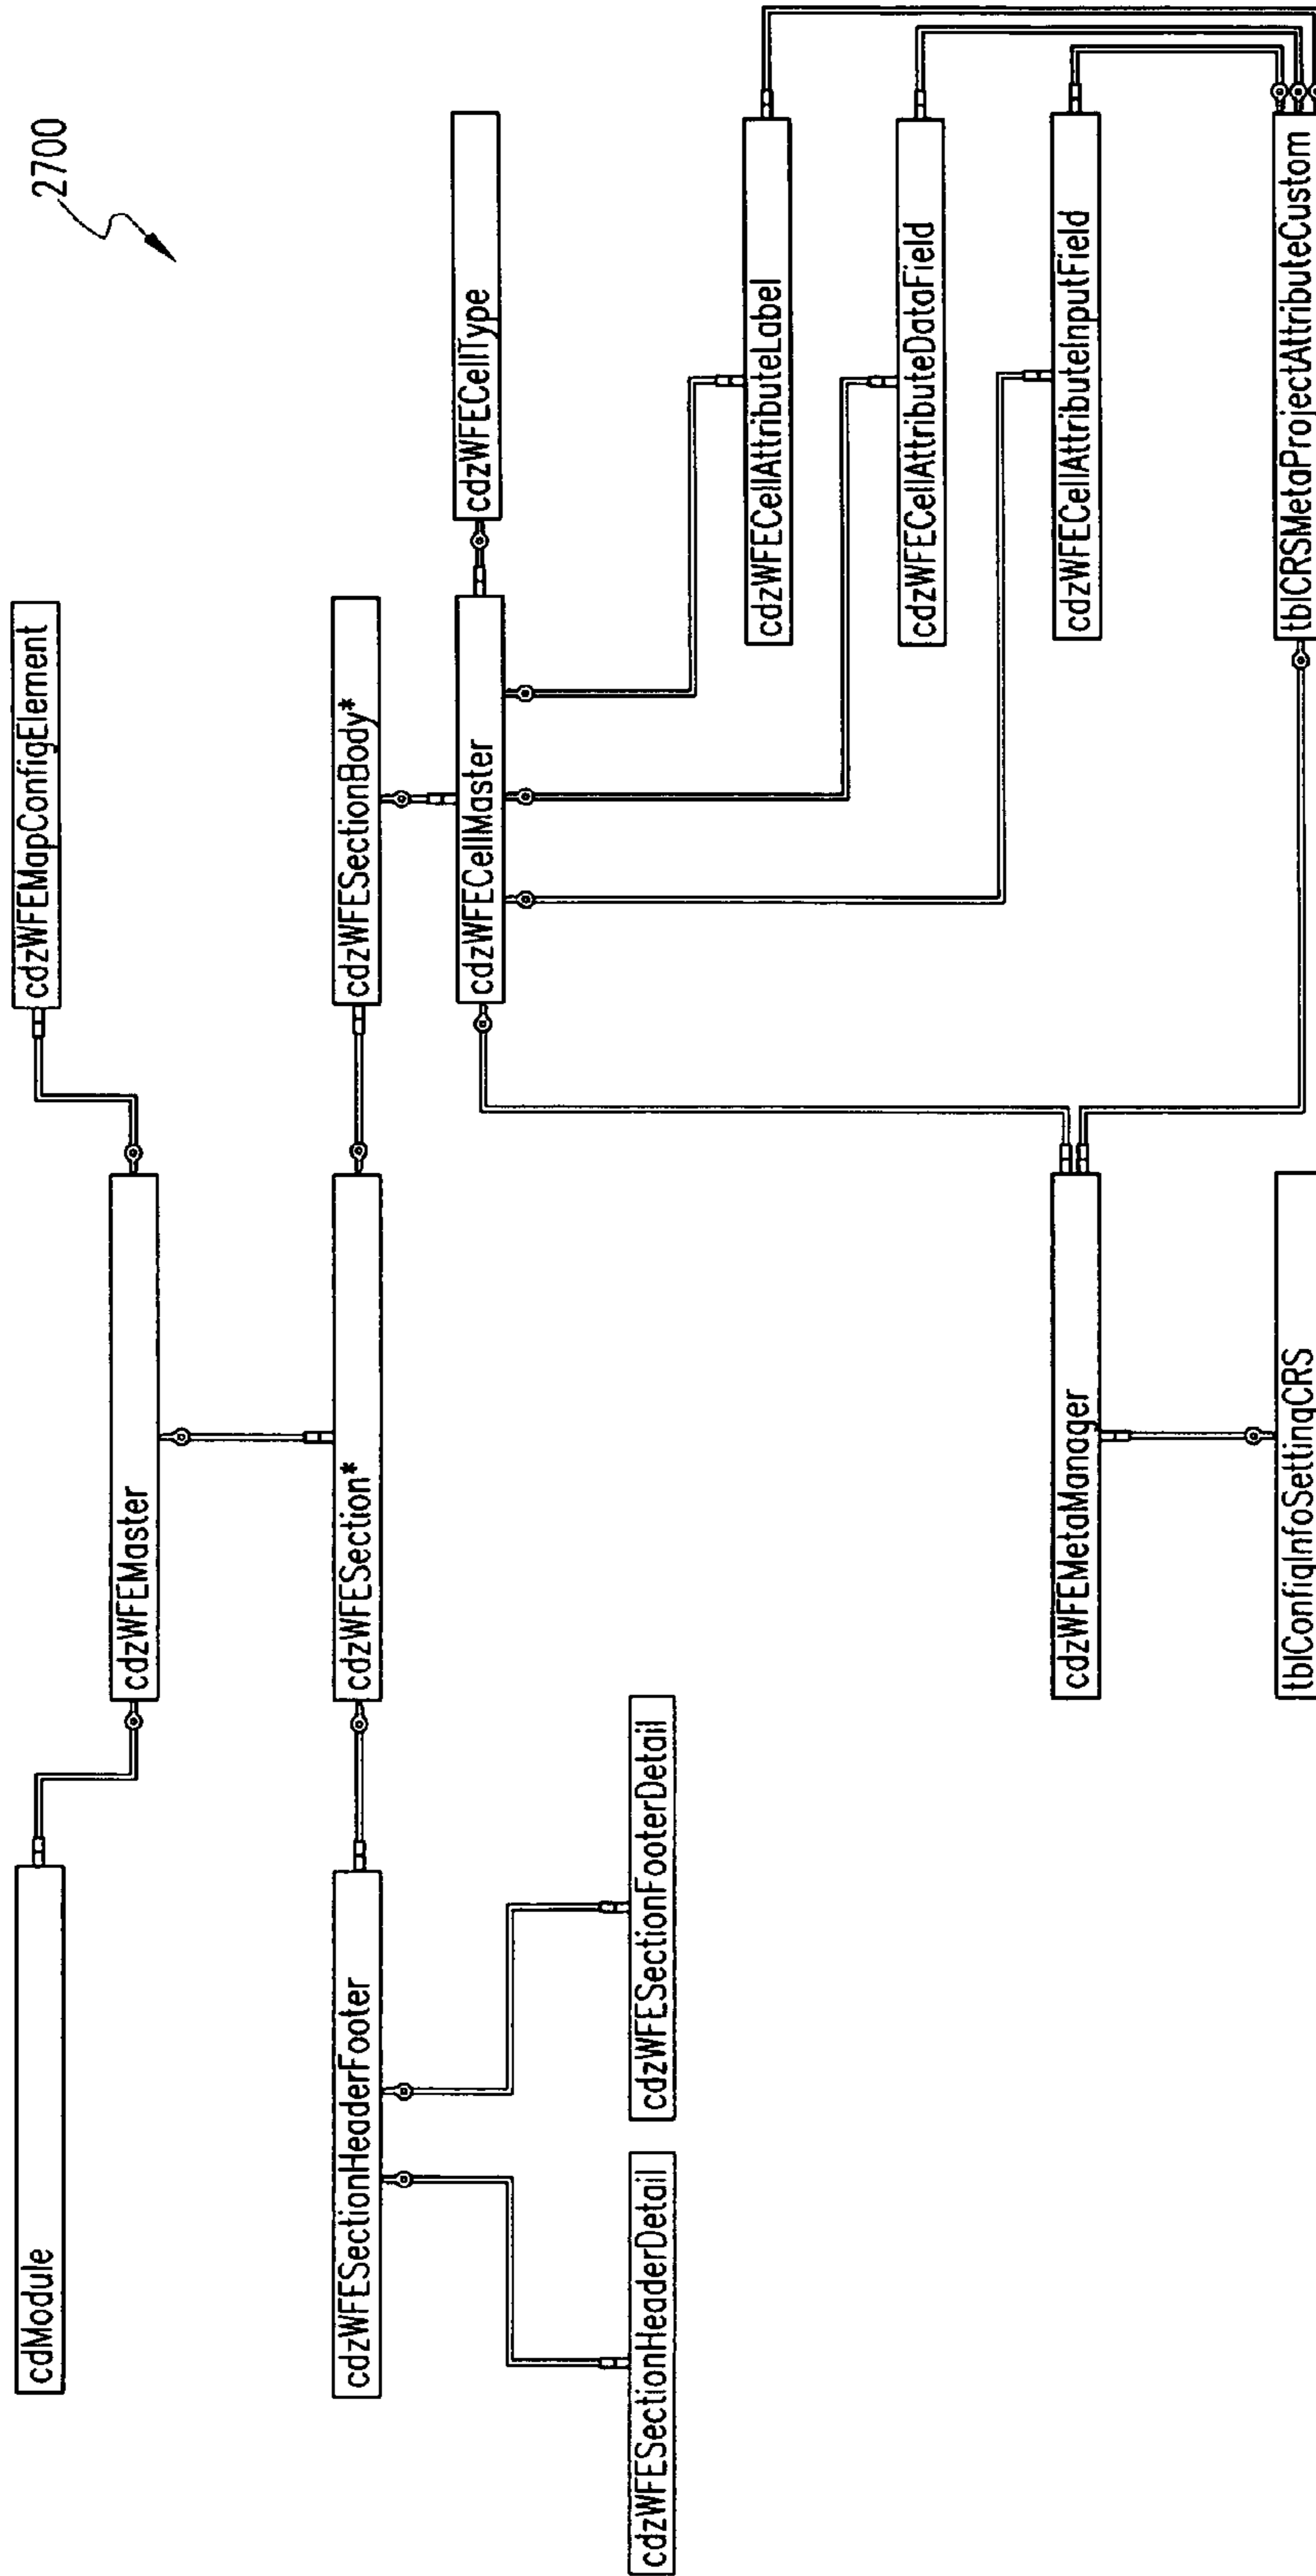 2700
cdModule
cdzWFEMapConfigElement
cdzWFEMaster
cdzWFESectionHeaderFooter
cdzWFESection*
cdzWFESectionBody*
cdzWFECellMaster
cdzWFECellType
cdzWFESectionHeaderDetail
cdzWFESectionFooterDetail
cdzWFECellAttributeLabel
cdzWFECellAttributeDataField
cdzWFEMetaManager
cdzWFECellAttributeInputField
tblConfigInfoSettingCRS
tblCRSMetaProjectAttributeCustom